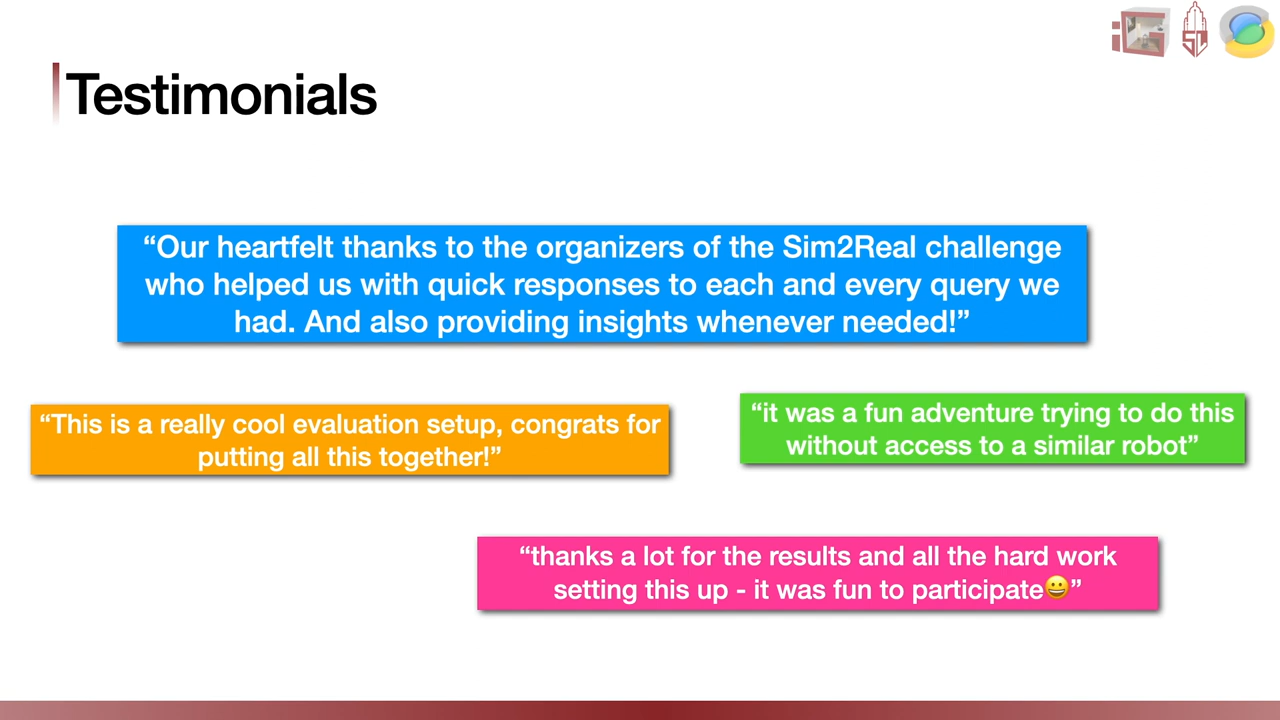 Testimonials
“Our heartfelt thanks to the organizers of the Sim2Real challenge
who helped us with quick responses to each and every query we
had. And also providing insights whenever needed!”
“This is a really cool evaluation setup, congrats for
putting all this together!”
“it was a fun adventure trying to do this
without access to a similar robot”
“thanks a lot for the results and all the hard work
setting this up - it was fun to participate😀”